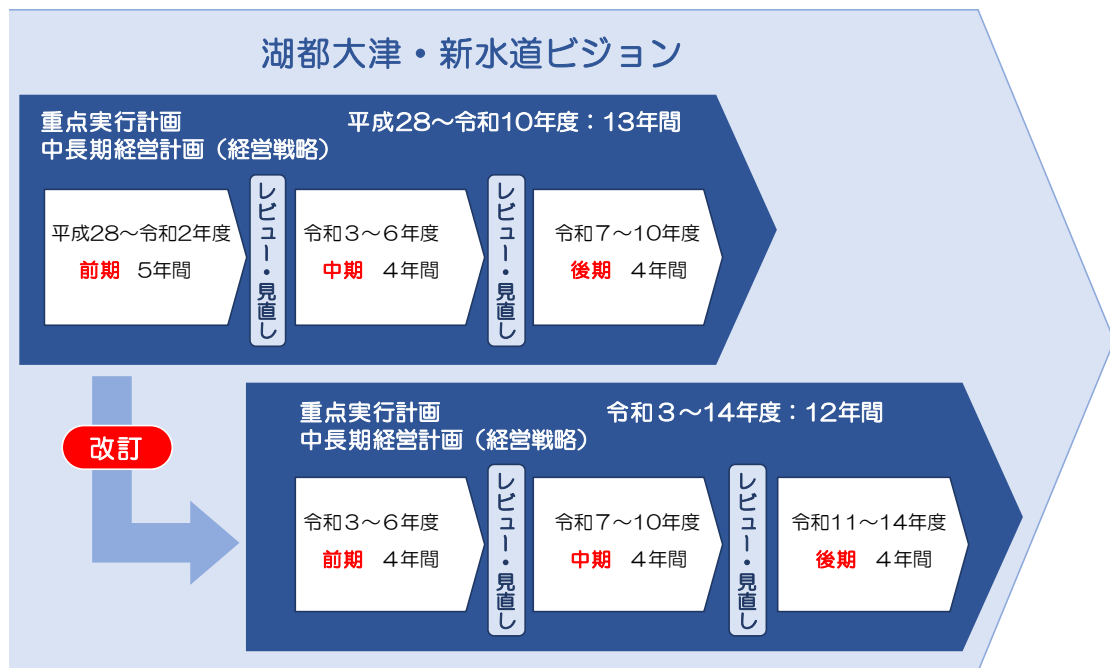 湖都大津・新水道ビジョン
重点実行計画　平成28～令和10年度：13年間
中長期経営計画（経営戦略）
平成28～令和2年度
前期　5年間
レビュー・見直し
令和３～６年度
中期　４年間
レビュー・見直し
令和７～10年度
後期　４年間
改訂
重点実行計画　令和３～14年度：12年間
中長期経営計画（経営戦略）
令和３～６年度
前期　４年間
レビュー・見直し
令和７～10年度
中期　４年間
レビュー・見直し
令和11～14年度
後期　４年間